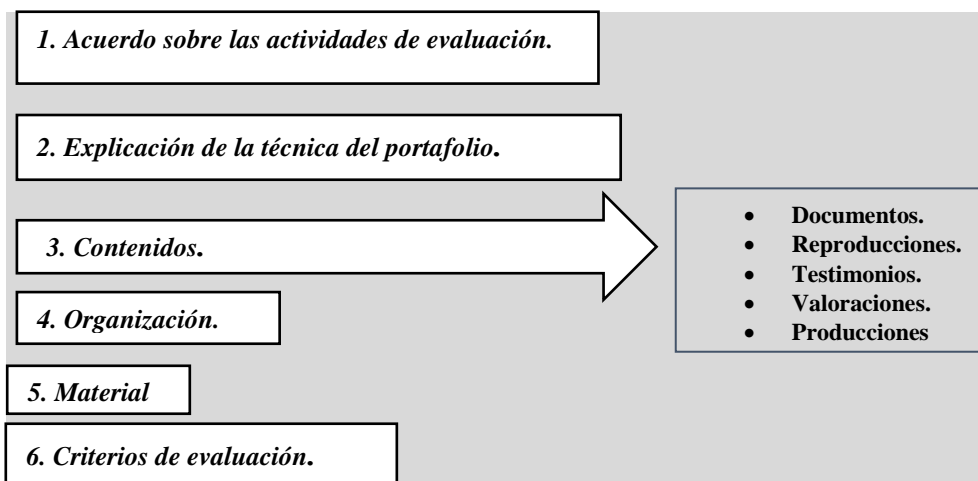 1. Acuerdo sobre las actividades de evaluación.
2. Explicación de la técnica del portafolio.
3. Contenidos.
4. Organización.
5. Material
6. Criterios de evaluación.
• Documentos.
• Reproducciones.
• Testimonios.
• Valoraciones.
• Producciones